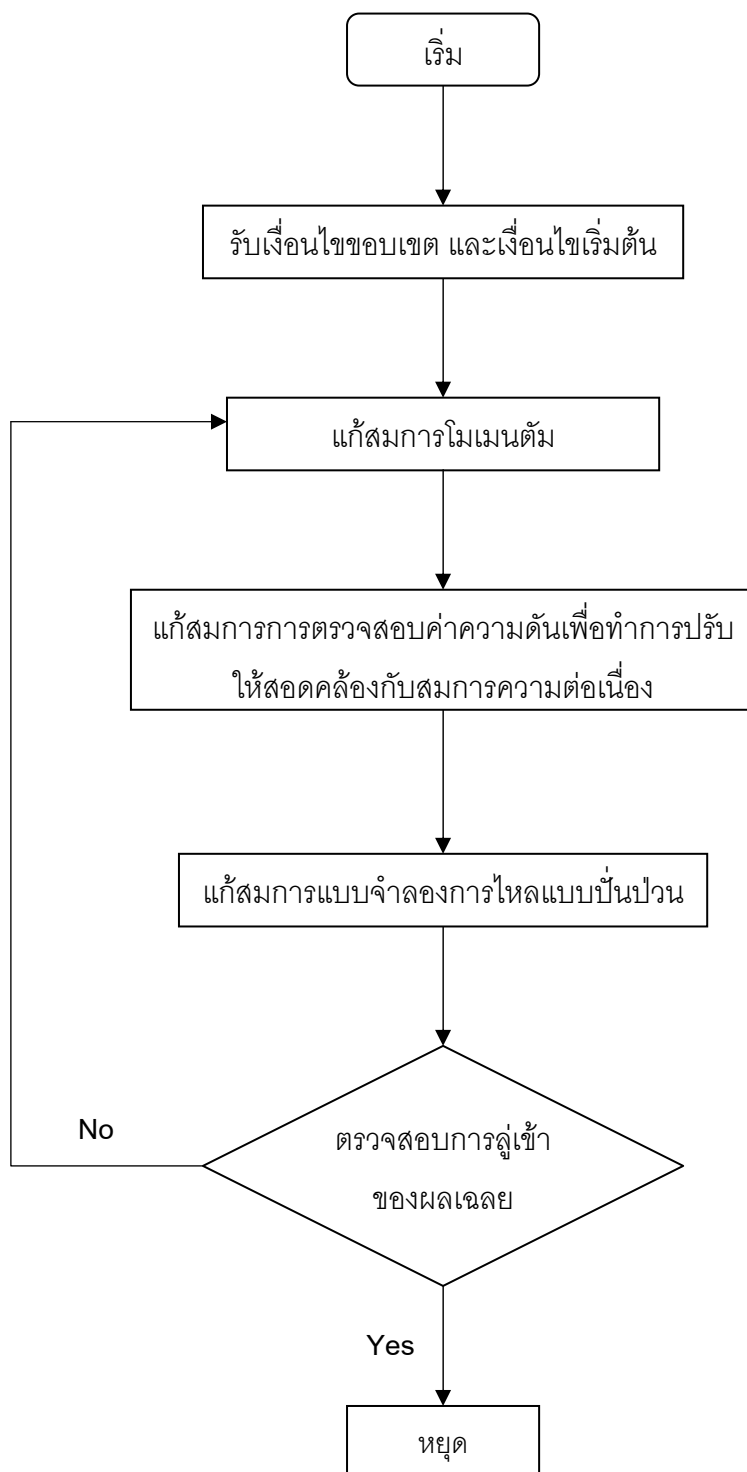 เริ่ม
รับเงื่อนไขขอบเขต และเงื่อนไขเริ่มต้น
แก้สมการโมเมนตัม
แก้สมการการตรวจสอบค่าความดันเพื่อทำการปรับ
ให้สอดคล้องกับสมการความต่อเนื่อง
แก้สมการแบบจำลองการไหลแบบปั่นป่วน
No
ตรวจสอบการลู่เข้า
ของผลเฉลย
Yes
หยุด